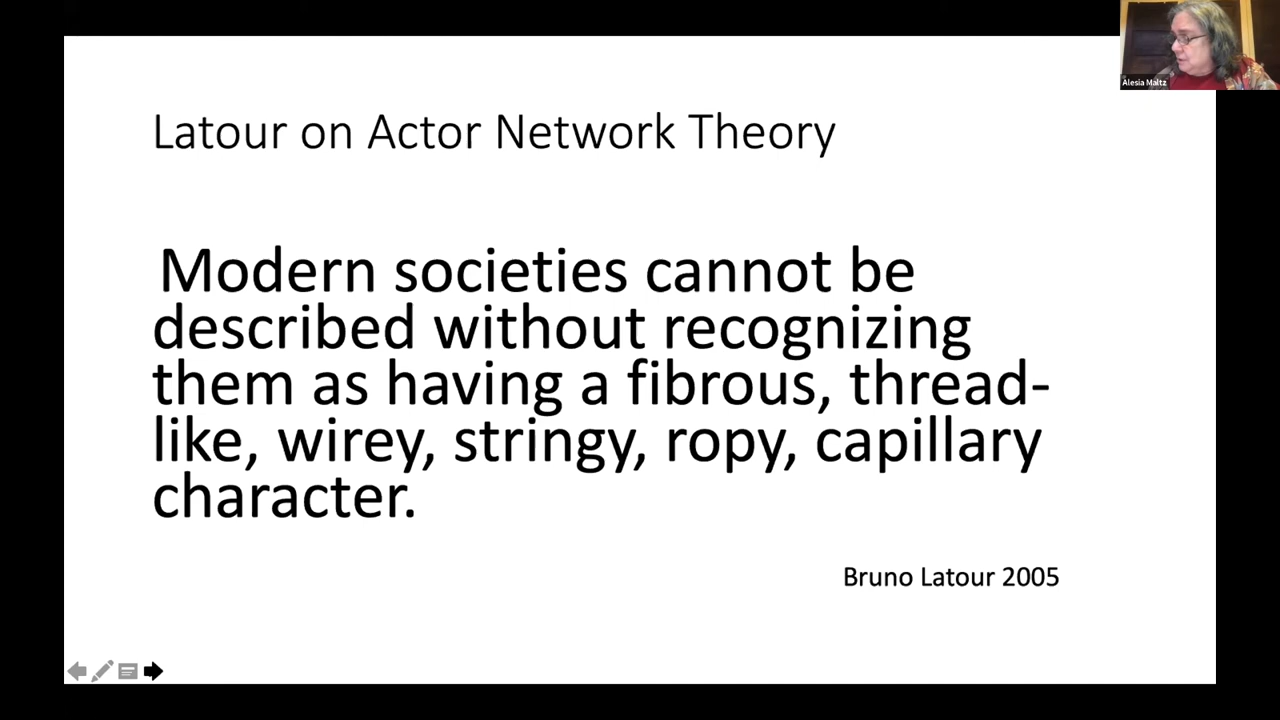 Alesia Maltz
Latour on Actor Network Theory
Modern societies cannot be
described without recognizing
them as having a fibrous, thread-
like, wirey, stringy, ropy, capillary
character.
Bruno Latour 2005